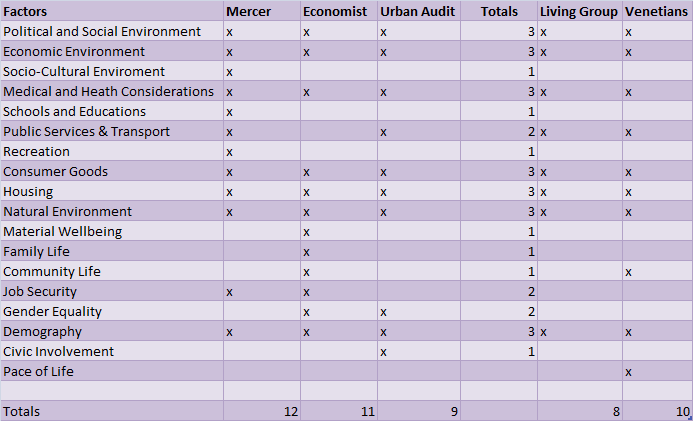 Factors Mercer Economist Urban Audit Totals Living Group Venetians
Political and Social Environment x x x 3 x x
Economic Environment x x x 3 x x
Socio-Cultural Enviroment x 1
Medical and Heath Considerations x x x 3 x x
Schools and Educations x 1
Public Services & Transport x x 2 x x
Recreation x 1
Consumer Goods x x x 3 x x
Housing x x x 3 x x
Natural Environment x x x 3 x x
Material Wellbeing x 1
Family Life x 1
Community Life x 1 x
Job Security x x 2
Gender Equality x x 2
Demography x x x 3 x x
Civic Involvement x 1
Pace of Life x
Totals 12 11 9 8 10